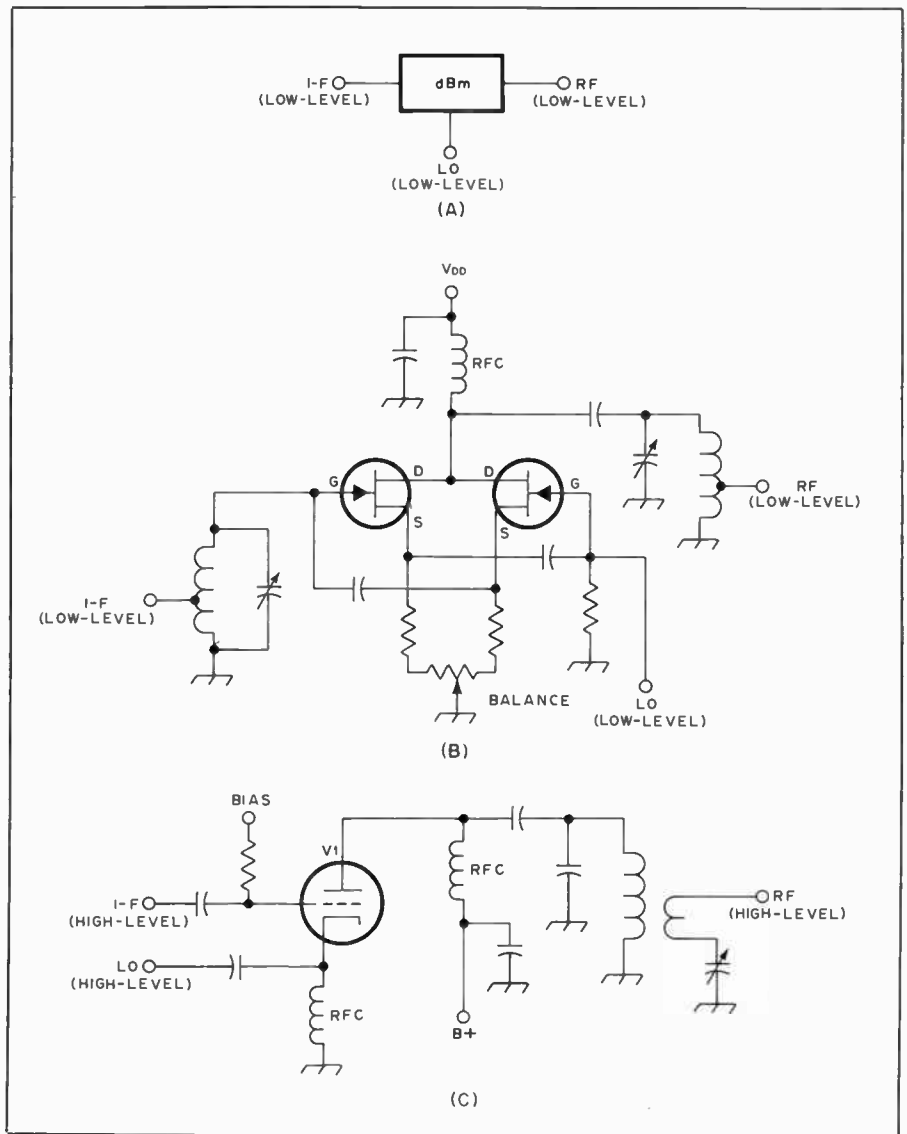 I-F
(LOW-LEVEL)
dBm
RF
(LOW-LEVEL)
LO
(LOW-LEVEL)
(A)
VDD
RFC
G
D
S
D
G
S
RF
(LOW-LEVEL)
I-F
(LOW-LEVEL)
BALANCE
LO
(LOW-LEVEL)
(B)
BIAS
V1
I-F
(HIGH-LEVEL)
LO
(HIGH-LEVEL)
RFC
RFC
B+
RF
(HIGH-LEVEL)
(C)